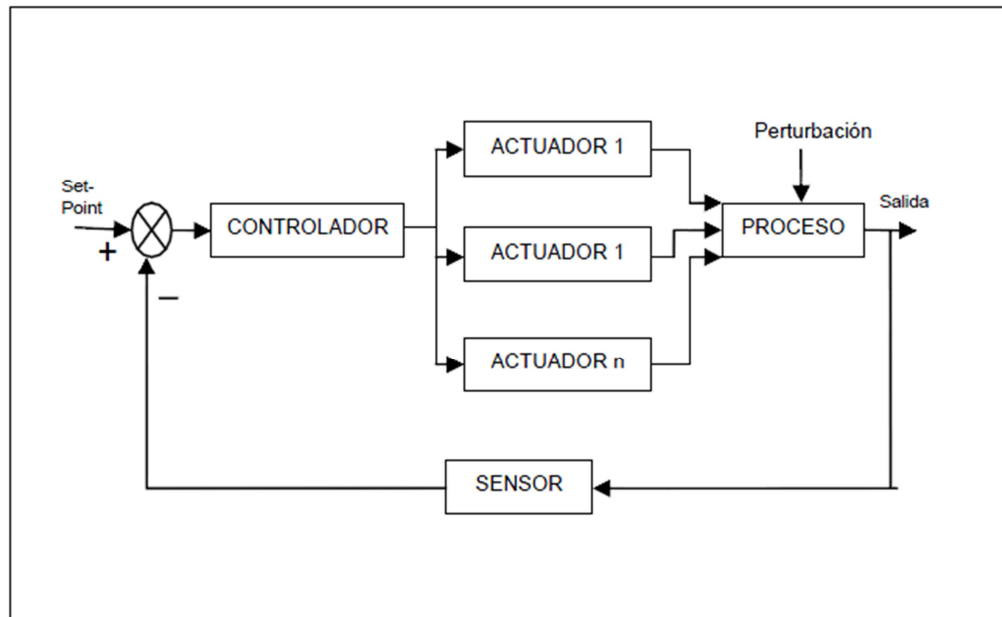 ACTUADOR 1
Perturbación
Set-
Point
Salida
+
CONTROLADOR
ACTUADOR 1
PROCESO
–
ACTUADOR n
SENSOR